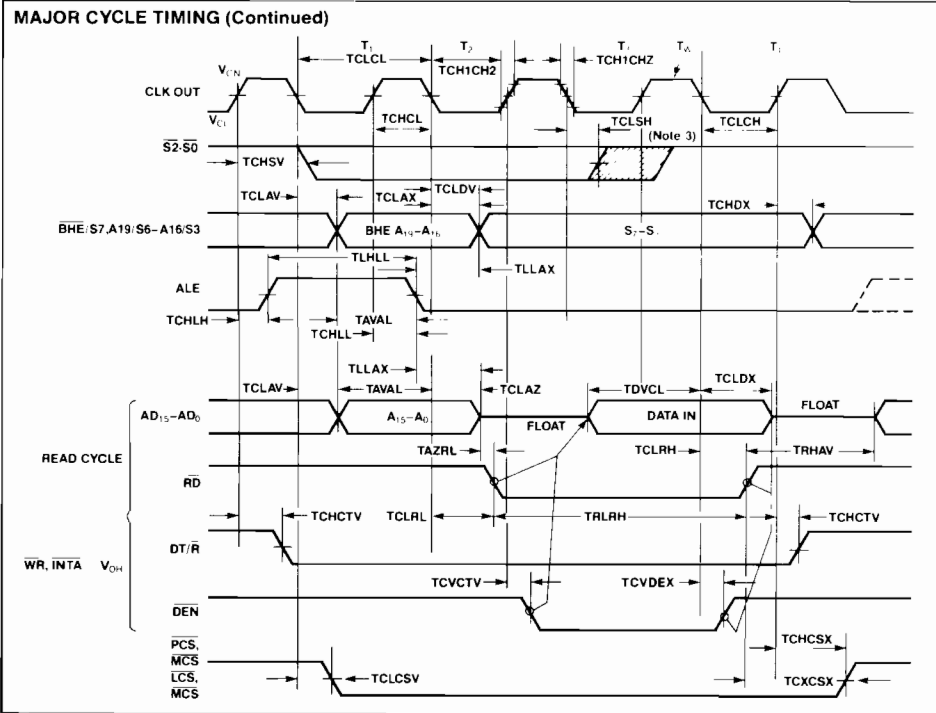 MAJOR CYCLE TIMING (Continued)
T1 T2 TW
TCLCL TCH1CH2 TCH1CHZ
CLK OUT
TCHCL TCLSH TCLCH
(Note 3)
S2-S0
TCHSV
TCLAV TCLAX TCLDV TCHDX
BHE/S7,A19/S6–A16/S3 BHE A19–A16
TLHLL TLLAX
ALE
TCHLH TAVAL
TCHLL
TLLAX
TCLAV TAVAL TCLAZ TDVCL TCLDX
AD15–AD0 A15–A0 FLOAT DATA IN FLOAT
READ CYCLE TAZRL TCLRH TRHAV
RD
TCHCTV TCLRL TRLRH TCHCTV
DT/R
WR, INTA VOH
TCVCTV TCVDEX
DEN
PCS, TCHCSX
MCS
LCS, TCLCSV TCXCSX
MCS